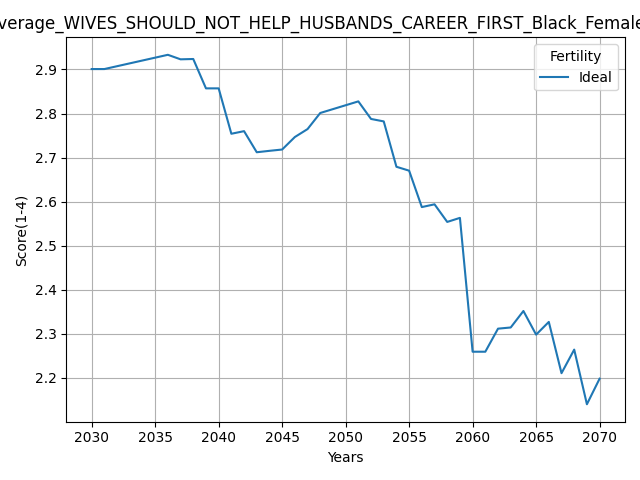 verage_WIVES_SHOULD_NOT_HELP_HUSBANDS_CAREER_FIRST_Black_Female
Fertility
Ideal
Score(1-4)
2.9
2.8
2.7
2.6
2.5
2.4
2.3
2.2
2030 2035 2040 2045 2050 2055 2060 2065 2070
Years